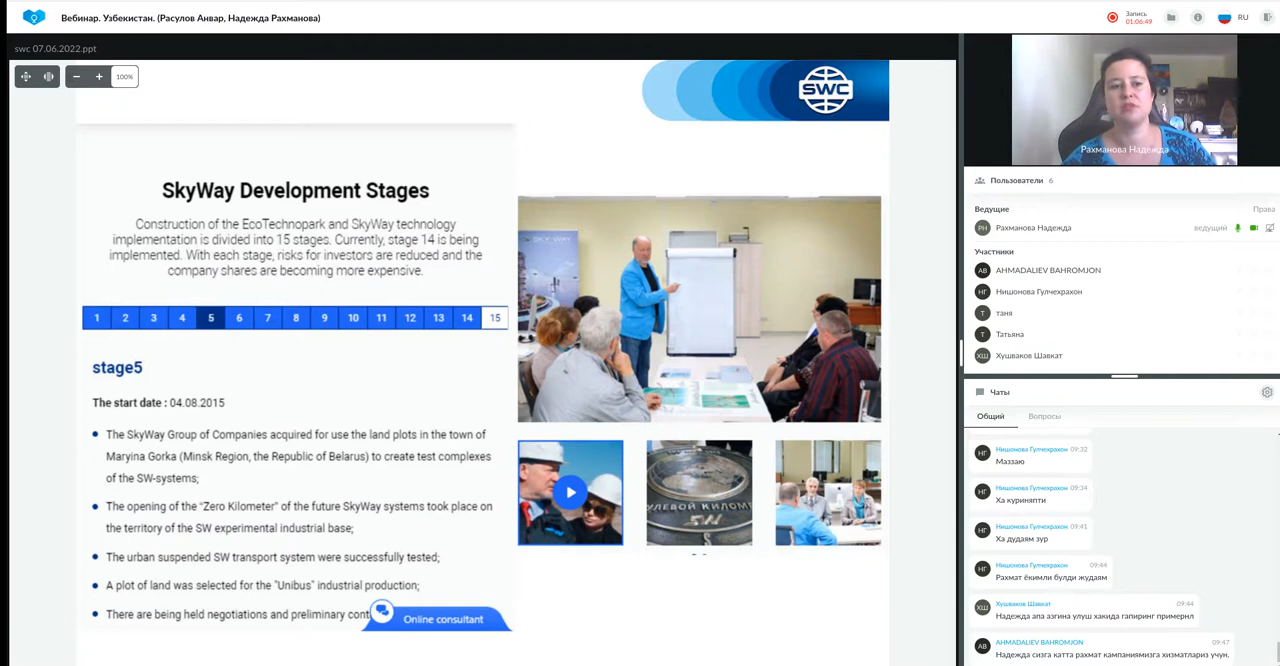 Вебинар. Узбекистан. (Расулов Анвар, Надежда Рахманова)
Запись
01:06:49
RU
swc 07.06.2022.ppt
100%
SWC
SkyWay Development Stages
Construction of the EcoTechnopark and SkyWay technology
implementation is divided into 15 stages. Currently, stage 14 is being
implemented. With each stage, risks for investors are reduced and the
company shares are becoming more expensive.
1 2 3 4 5 6 7 8 9 10 11 12 13 14 15
stage5
The start date : 04.08.2015
The SkyWay Group of Companies acquired for use the land plots in the town of
Maryina Gorka (Minsk Region, the Republic of Belarus) to create test complexes
of the SW-systems;
The opening of the "Zero Kilometer" of the future SkyWay systems took place on
the territory of the SW experimental industrial base;
The urban suspended SW transport system were successfully tested;
A plot of land was selected for the "Unibus" industrial production;
There are being held negotiations and preliminary cont
Online consultant
SKY WAY
УЛЕВОЙ КИЛОМЕ
SW
Рахманова Надежда
Пользователи 6
Ведущие
Права
РН
Рахманова Надежда
ведущий
Участники
AB
AHMADALIEV BAHROMJON
НГ
Нишонова Гулчехрахон
Т
таня
Т
Татьяна
ХШ
Хушваков Шавкат
Чаты
Общий
Вопросы
НГ
Нишонова Гулчехрахон 09:32
Маззаю
НГ
Нишонова Гулчехрахон 09:34
Ха куриняпти
НГ
Нишонова Гулчехрахон 09:41
Ха дудаям зур
НГ
Нишонова Гулчехрахон 09:44
Рахмат ёкимли булди жудаям
ХШ
Хушваков Шавкат 09:44
Надежда апа азгина улуш хакида гапиринг примернл
AB
AHMADALIEV BAHROMJON 09:47
Надежда сизга катта рахмат кампаниямизга хизматлариз учун.